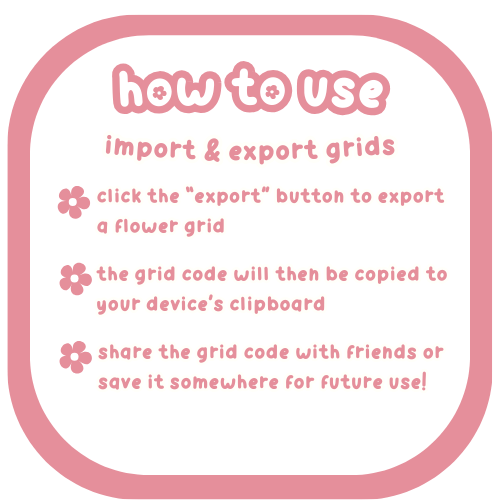 how to use
import & export grids
click the "export" button to export
a flower grid
the grid code will then be copied to
your device's clipboard
share the grid code with friends or
save it somewhere for future use!